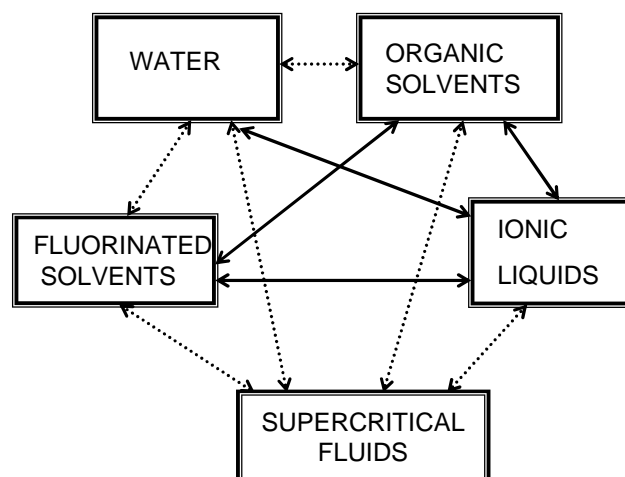 WATER
ORGANIC
SOLVENTS
FLUORINATED
SOLVENTS
IONIC
LIQUIDS
SUPERCRITICAL
FLUIDS